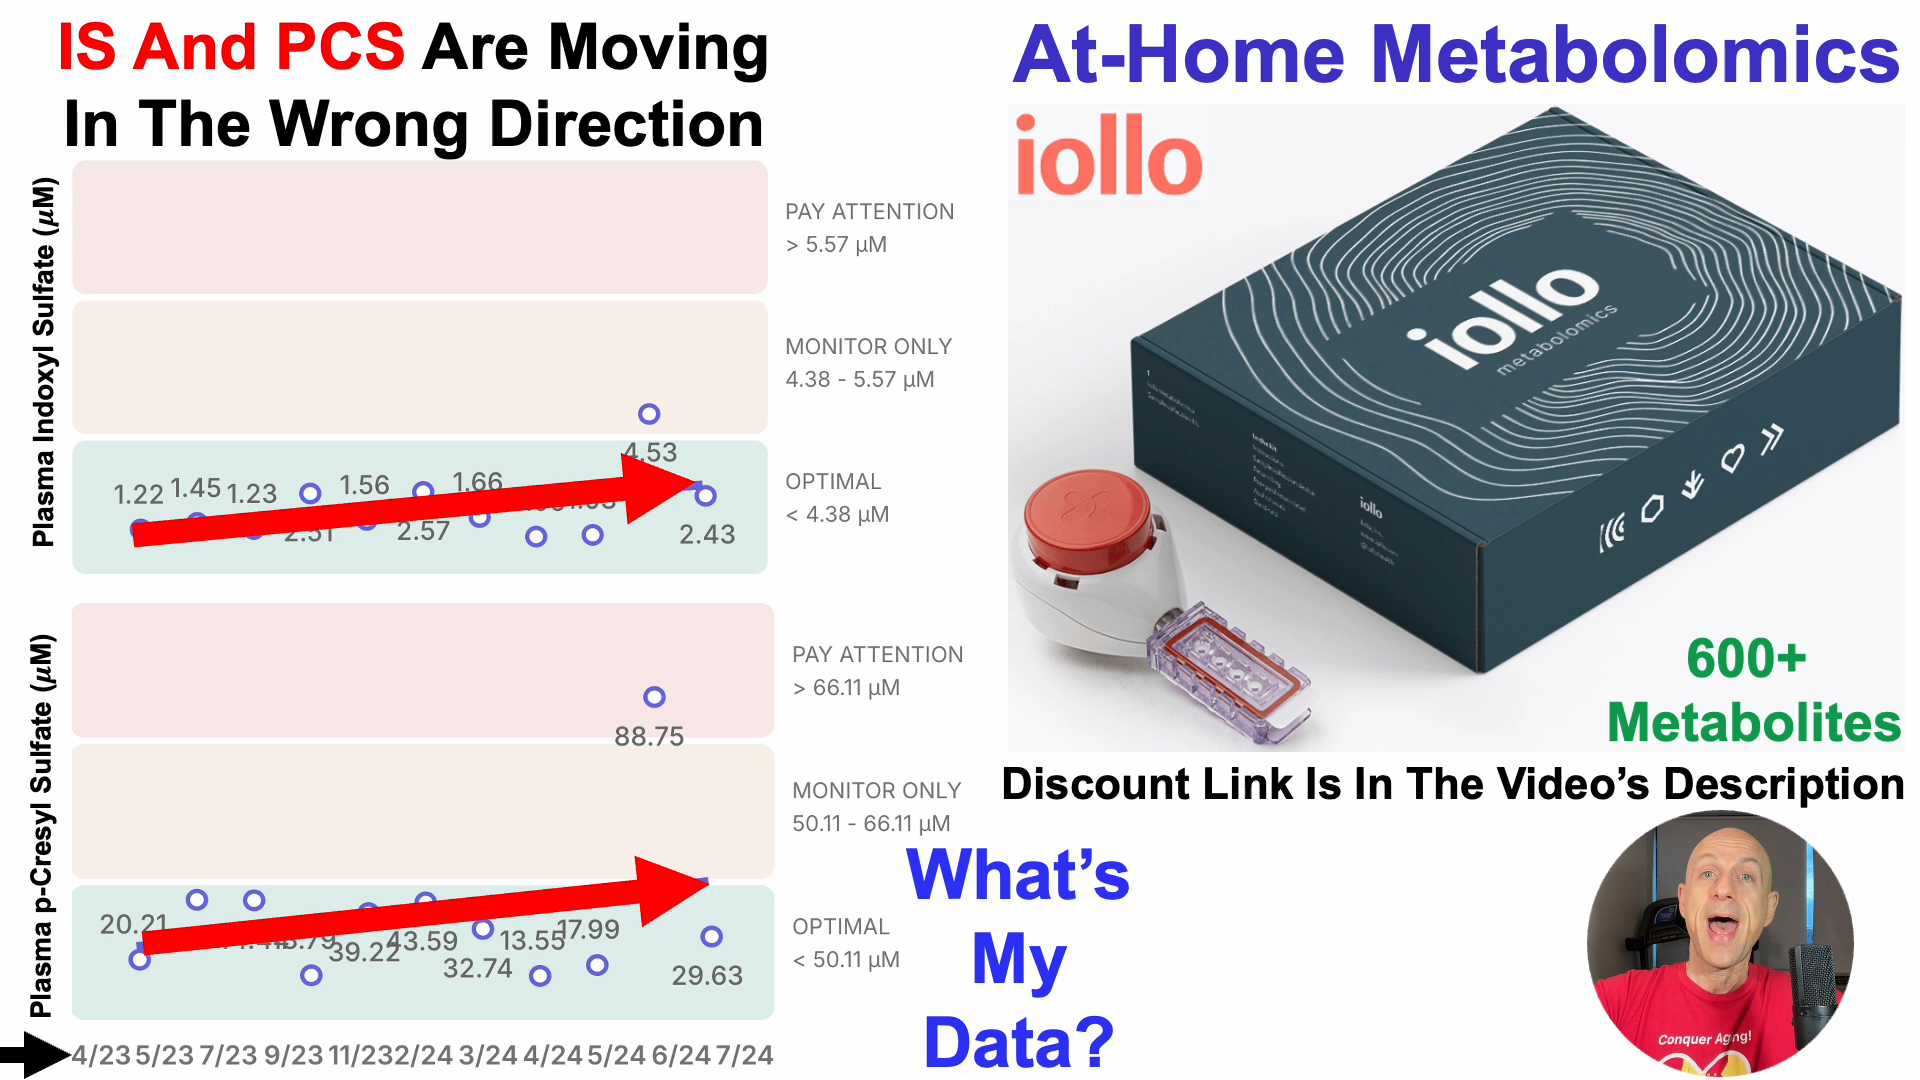 IS And PCS Are Moving
In The Wrong Direction
Plasma Indoxyl Sulfate (µM)
PAY ATTENTION
> 5.57 µM
MONITOR ONLY
4.38 - 5.57 µM
OPTIMAL
< 4.38 µM
4.53
1.22 1.45 1.23 1.56 1.66
2.57
2.43
Plasma p-Cresyl Sulfate (µM)
PAY ATTENTION
> 66.11 µM
MONITOR ONLY
50.11 - 66.11 µM
OPTIMAL
< 50.11 µM
88.75
20.21
39.22
43.59
32.74
13.55
17.99
29.63
4/23 5/23 7/23 9/23 11/23 2/24 3/24 4/24 5/24 6/24 7/24
At-Home Metabolomics
iollo
iollo
metabolomics
iollo
600+
Metabolites
Discount Link Is In The Video's Description
What's
My
Data?
Conquer Aging!